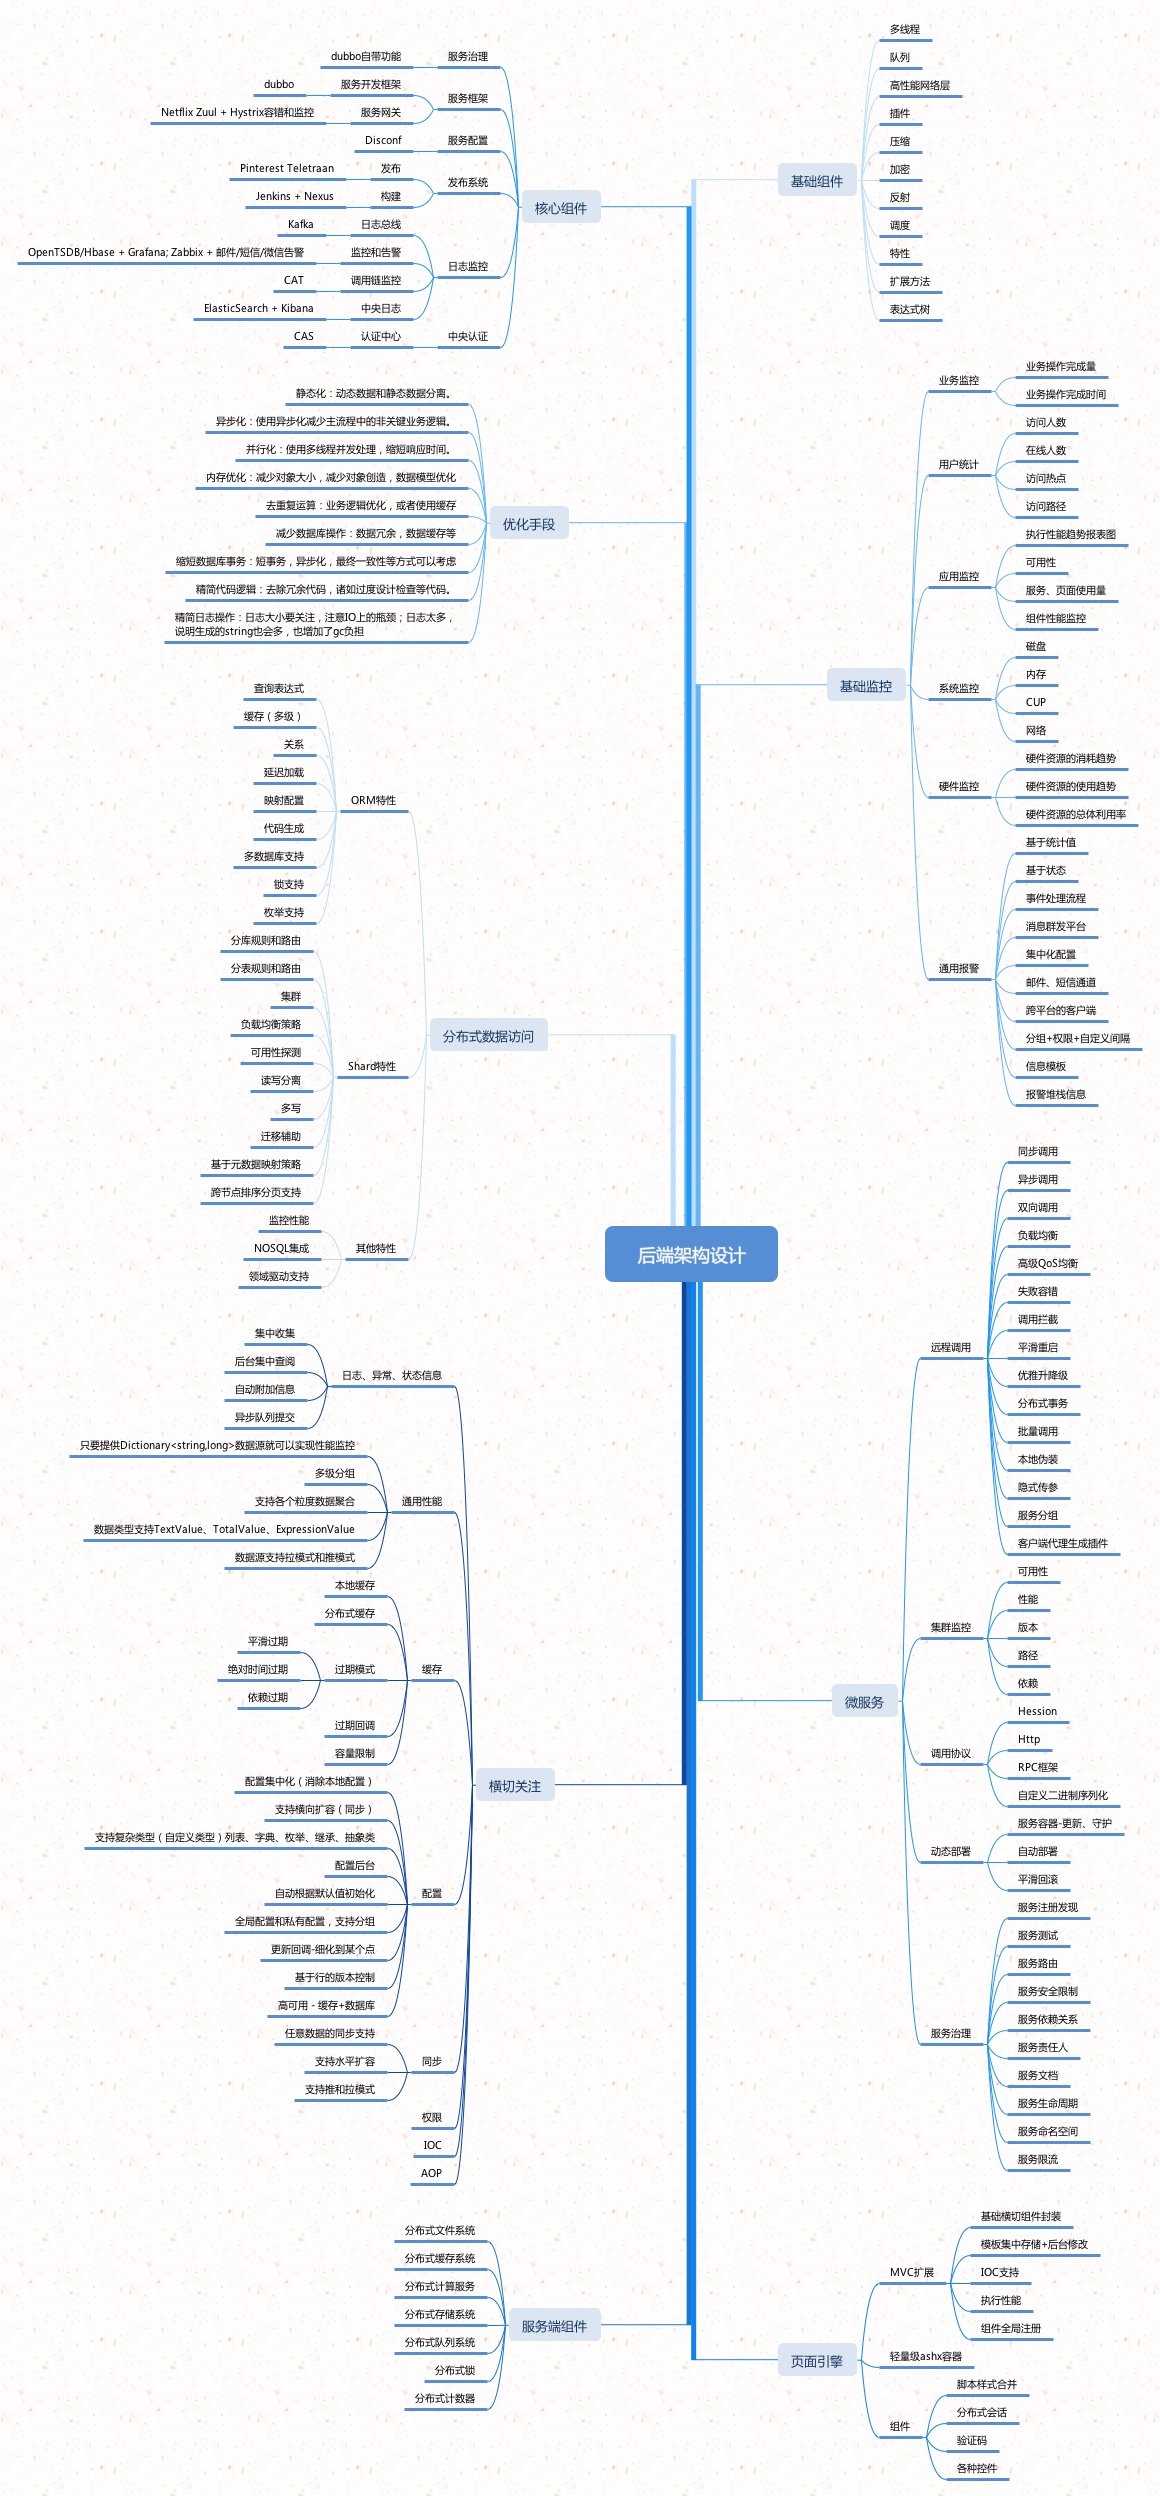 后端架构设计
基础组件
多线程
队列
高性能网络层
插件
压缩
加密
反射
调度
特性
扩展方法
表达式树
基础监控
业务监控
业务操作完成量
业务操作完成时间
用户统计
访问人数
在线人数
访问热点
访问路径
应用监控
执行性能趋势报表图
可用性
服务、页面使用量
组件性能监控
系统监控
磁盘
内存
CUP
网络
硬件监控
硬件资源的消耗趋势
硬件资源的使用趋势
硬件资源的总体利用率
通用报警
基于统计值
基于状态
事件处理流程
消息群发平台
集中化配置
邮件、短信通道
跨平台的客户端
分组+权限+自定义间隔
信息模板
报警堆栈信息
微服务
远程调用
同步调用
异步调用
双向调用
负载均衡
高级QoS均衡
失败容错
调用拦截
平滑重启
优雅升降级
分布式事务
批量调用
本地伪装
隐式传参
服务分组
客户端代理生成插件
集群监控
可用性
性能
版本
路径
依赖
调用协议
Hession
Http
RPC框架
自定义二进制序列化
动态部署
服务容器-更新、守护
自动部署
平滑回滚
服务治理
服务注册发现
服务测试
服务路由
服务安全限制
服务依赖关系
服务责任人
服务文档
服务生命周期
服务命名空间
服务限流
页面引擎
MVC扩展
基础横切组件封装
模板集中存储+后台修改
IOC支持
执行性能
组件全局注册
轻量级ashx容器
组件
脚本样式合并
分布式会话
验证码
各种控件
核心组件
服务治理
dubbo自带功能
服务框架
服务开发框架
dubbo
服务网关
Netflix Zuul + Hystrix容错和监控
服务配置
Disconf
发布系统
发布
Pinterest Teletraan
构建
Jenkins + Nexus
日志监控
日志总线
Kafka
监控和告警
OpenTSDB/Hbase + Grafana; Zabbix + 邮件/短信/微信告警
调用链监控
CAT
中央日志
ElasticSearch + Kibana
中央认证
认证中心
CAS
优化手段
静态化：动态数据和静态数据分离。
异步化：使用异步化减少主流程中的非关键业务逻辑。
并行化：使用多线程并发处理，缩短响应时间。
内存优化：减少对象大小，减少对象创造，数据模型优化
去重复运算：业务逻辑优化，或者使用缓存
减少数据库操作：数据冗余，数据缓存等
缩短数据库事务：短事务，异步化，最终一致性等方式可以考虑
精简代码逻辑：去除冗余代码，诸如过度设计检查等代码。
精简日志操作：日志大小要关注，注意IO上的瓶颈；日志太多，
说明生成的string也会多，也增加了gc负担
分布式数据访问
ORM特性
查询表达式
缓存（多级）
关系
延迟加载
映射配置
代码生成
多数据库支持
锁支持
枚举支持
Shard特性
分库规则和路由
分表规则和路由
集群
负载均衡策略
可用性探测
读写分离
多写
迁移辅助
基于元数据映射策略
跨节点排序分页支持
其他特性
监控性能
NOSQL集成
领域驱动支持
横切关注
日志、异常、状态信息
集中收集
后台集中查阅
自动附加信息
异步队列提交
通用性能
只要提供Dictionary<string,long>数据源就可以实现性能监控
多级分组
支持各个粒度数据聚合
数据类型支持TextValue、TotalValue、ExpressionValue
数据源支持拉模式和推模式
缓存
本地缓存
分布式缓存
过期模式
平滑过期
绝对时间过期
依赖过期
过期回调
容量限制
配置
配置集中化（消除本地配置）
支持横向扩容（同步）
支持复杂类型（自定义类型）列表、字典、枚举、继承、抽象类
配置后台
自动根据默认值初始化
全局配置和私有配置，支持分组
更新回调-细化到某个点
基于行的版本控制
高可用 - 缓存+数据库
同步
任意数据的同步支持
支持水平扩容
支持推和拉模式
权限
IOC
AOP
服务端组件
分布式文件系统
分布式缓存系统
分布式计算服务
分布式存储系统
分布式队列系统
分布式锁
分布式计数器